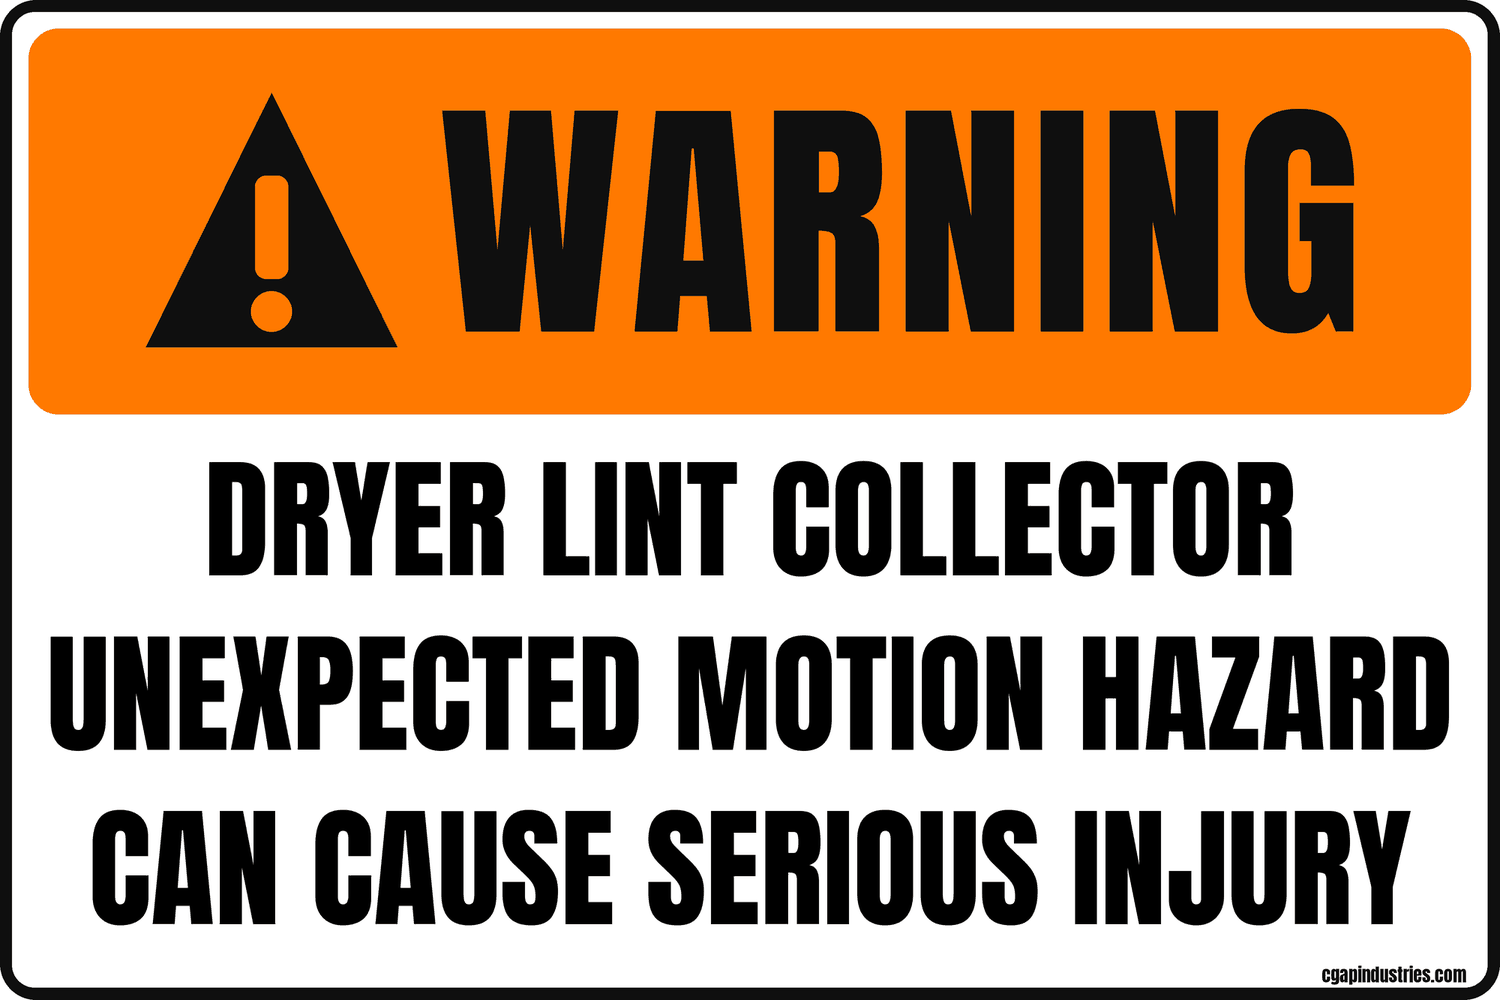 WARNING
DRYER LINT COLLECTOR
UNEXPECTED MOTION HAZARD
CAN CAUSE SERIOUS INJURY
cgapindustries.com